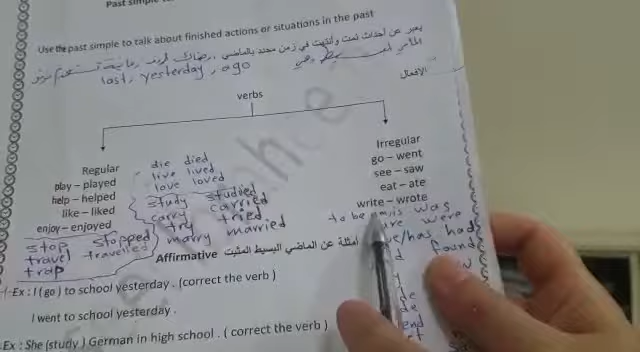 Past simple
Use the past simple to talk about finished actions or situations in the past
يعبر عن أحداث تمت وانتهت في زمن محدد بالماضي
last, yesterday, ago
الأفعال
verbs
Regular
play – played
help – helped
like – liked
enjoy – enjoyed
stop stopped
travel travelled
trap
die died
live lived
love loved
study studied
carry carried
try tried
marry married
Irregular
go – went
see – saw
eat – ate
write – wrote
to be is was
are were
have/has had
found
Affirmative أمثلة عن الماضي البسيط المثبت
Ex : I ( go ) to school yesterday . (correct the verb )
I went to school yesterday .
Ex : She (study ) German in high school . ( correct the verb )